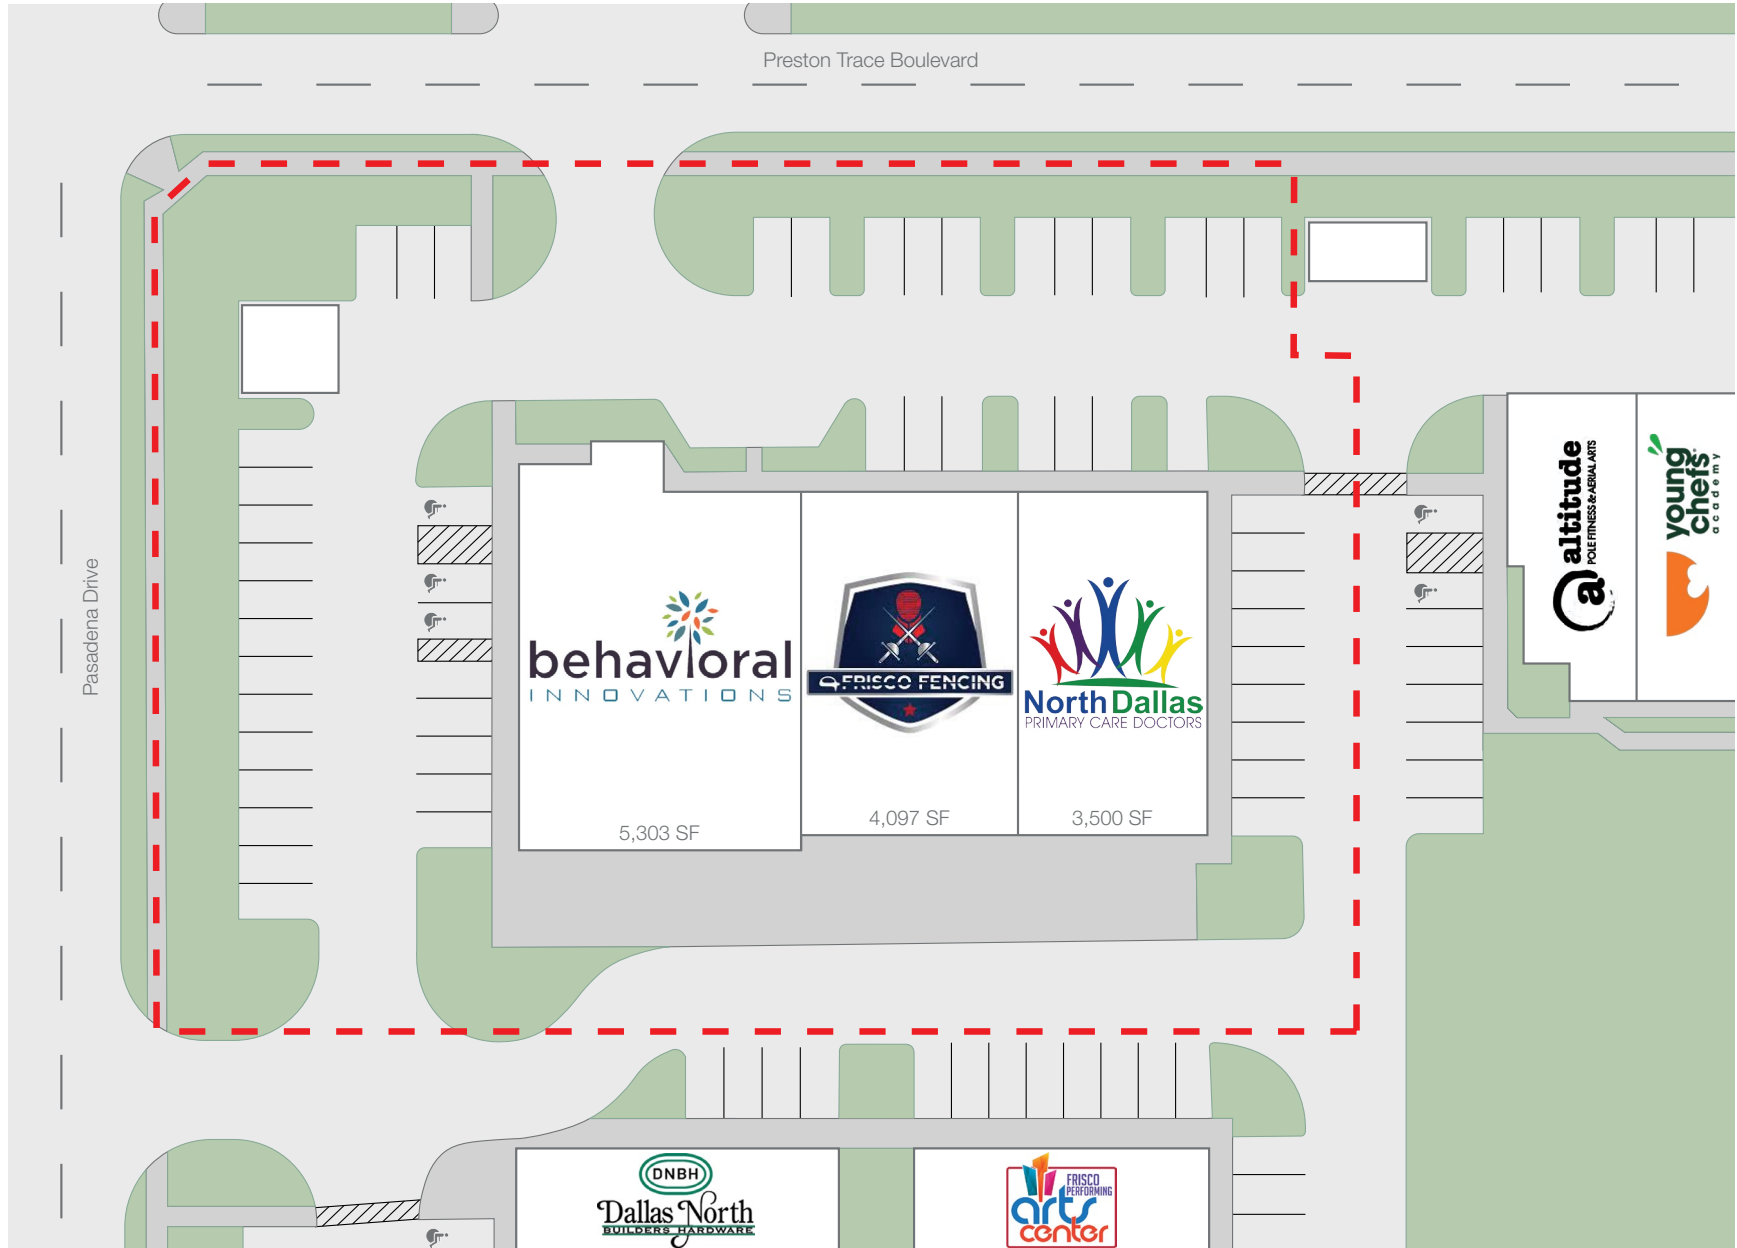 Preston Trace Boulevard
Pasadena Drive
behavioral
INNOVATIONS
5,303 SF
FRISCO FENCING
4,097 SF
North Dallas
PRIMARY CARE DOCTORS
3,500 SF
a
altitude
POLE FITNESS & AERIAL ARTS
young
chefs
academy
DNBH
Dallas North
BUILDERS HARDWARE
FRISCO
PERFORMING
arts
center